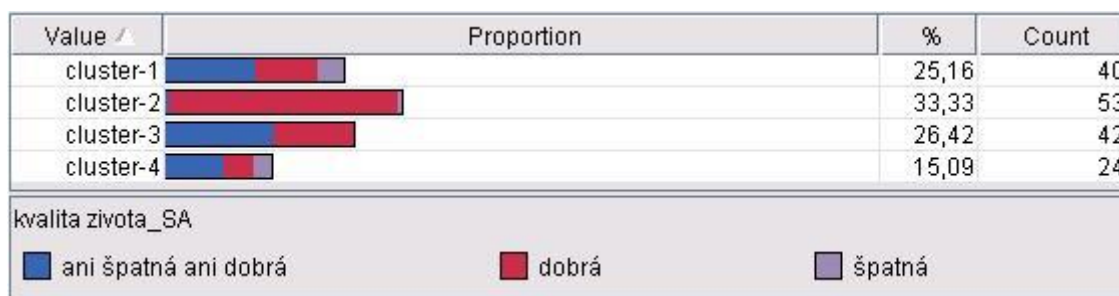 Value Proportion % Count
cluster-1 25,16 40
cluster-2 33,33 53
cluster-3 26,42 42
cluster-4 15,09 24
kvalita zivota_SA
ani špatná ani dobrá dobrá špatná